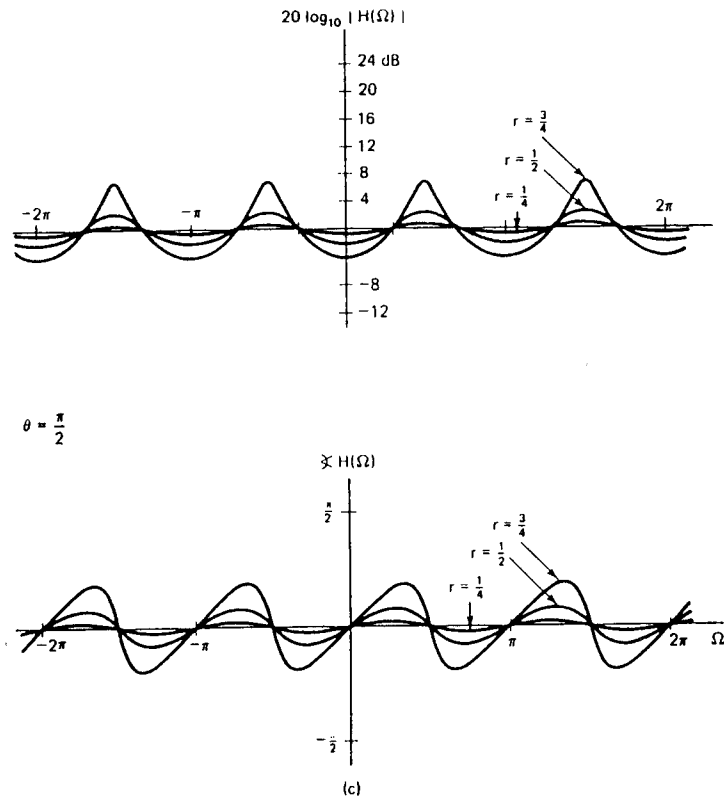 20 log₁₀ | H(Ω) |
24 dB
20
16
12
8
4
-8
-12
r = 3/4
r = 1/2
r = 1/4
-2π
-π
2π
θ = π/2
∢ H(Ω)
π/2
r = 3/4
r = 1/2
r = 1/4
-2π
-π
π
2π
Ω
-π/2
(c)